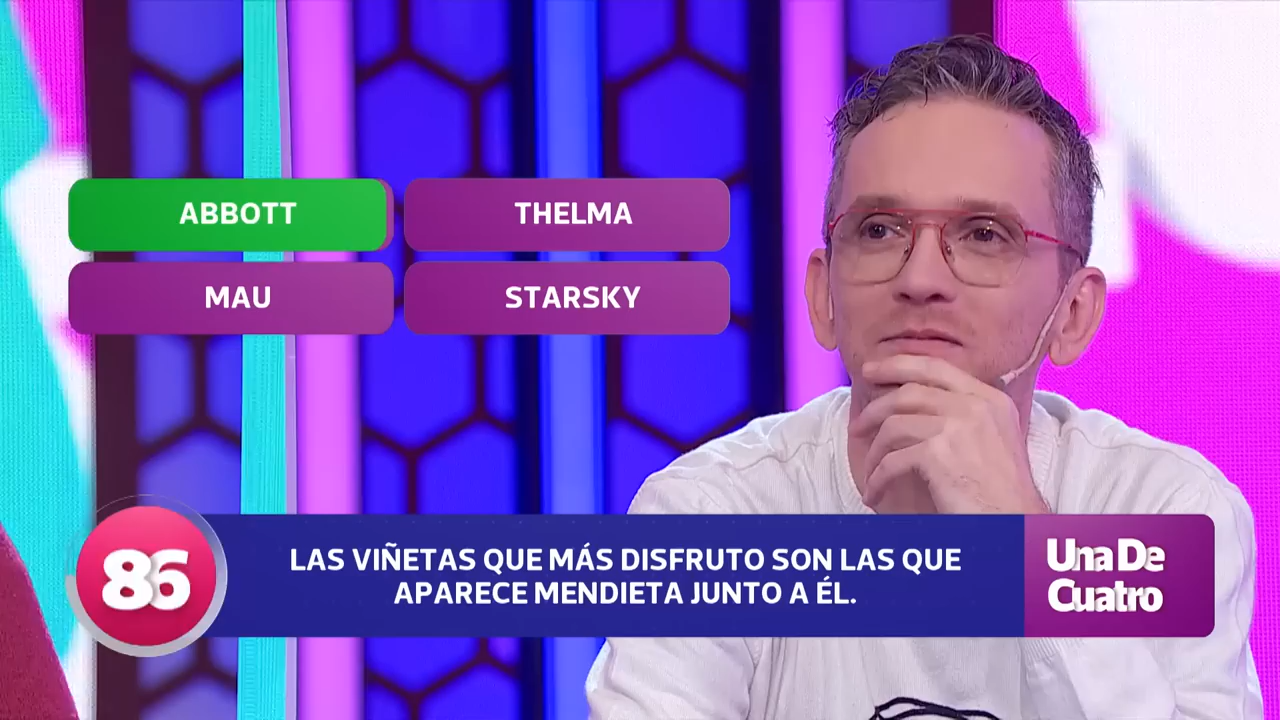 ABBOTT
THELMA
MAU
STARSKY
86
LAS VIÑETAS QUE MÁS DISFRUTO SON LAS QUE
APARECE MENDIETA JUNTO A ÉL.
Una De
Cuatro